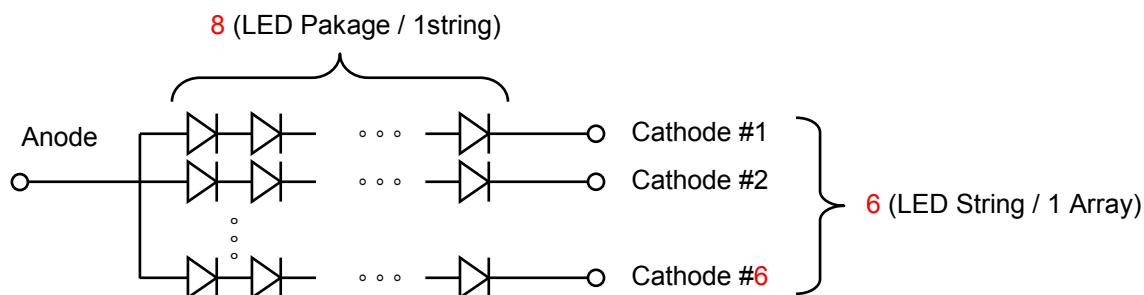 8 (LED Pakage / 1string)
Anode
Cathode #1
Cathode #2
6 (LED String / 1 Array)
Cathode #6